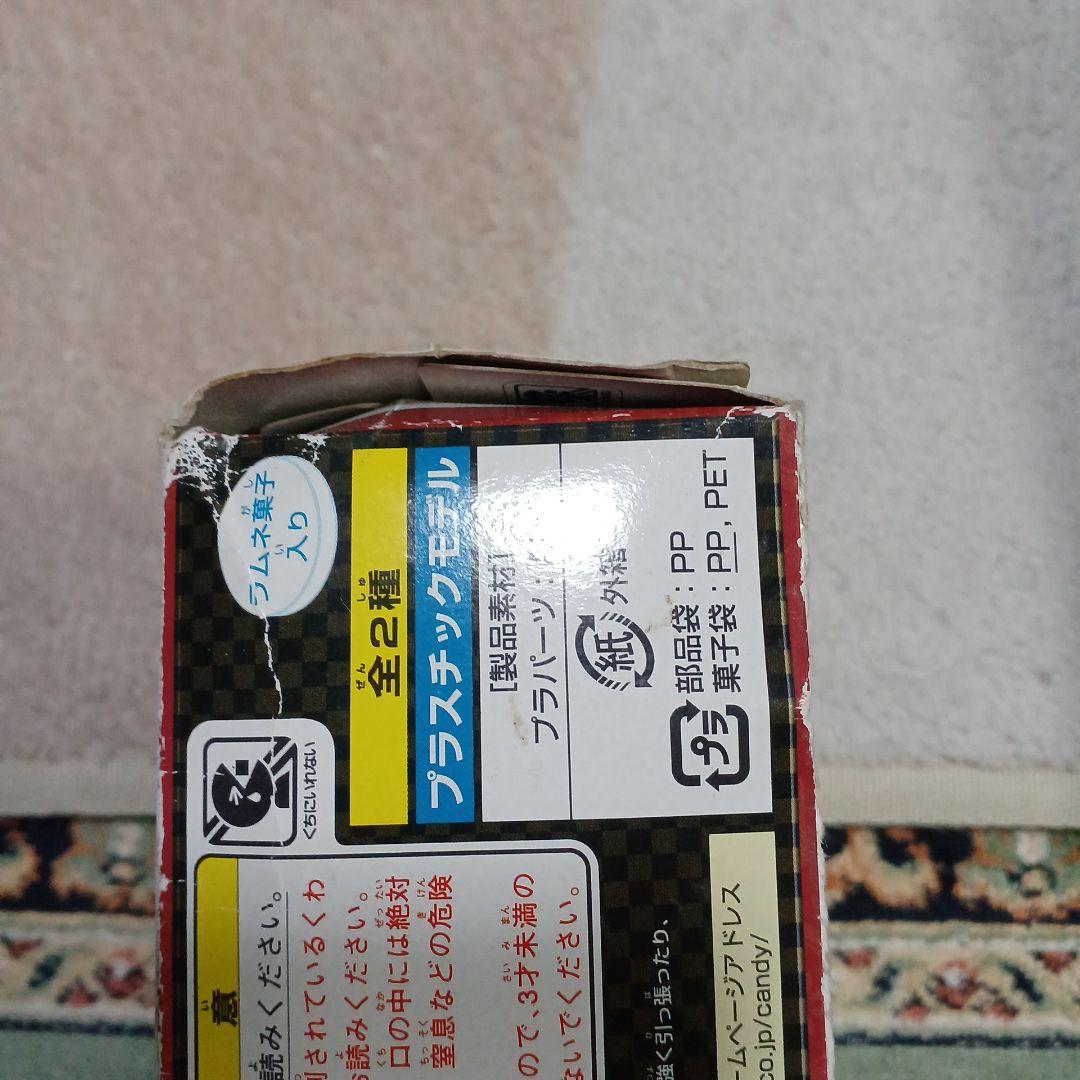 ラムネ菓子
入り
全2種
プラスチックモデル
[製品素材]
プラパーツ:
紙
外箱
プラ
部品袋:PP
菓子袋:PP, PET
くちにいれない
意
読みください。
されているくわ
読みください。
口の中には絶対
窒息などの危険
ので、3才未満の
ないでください。
強く引っ張ったり、
ームページアドレス
co.jp/candy/